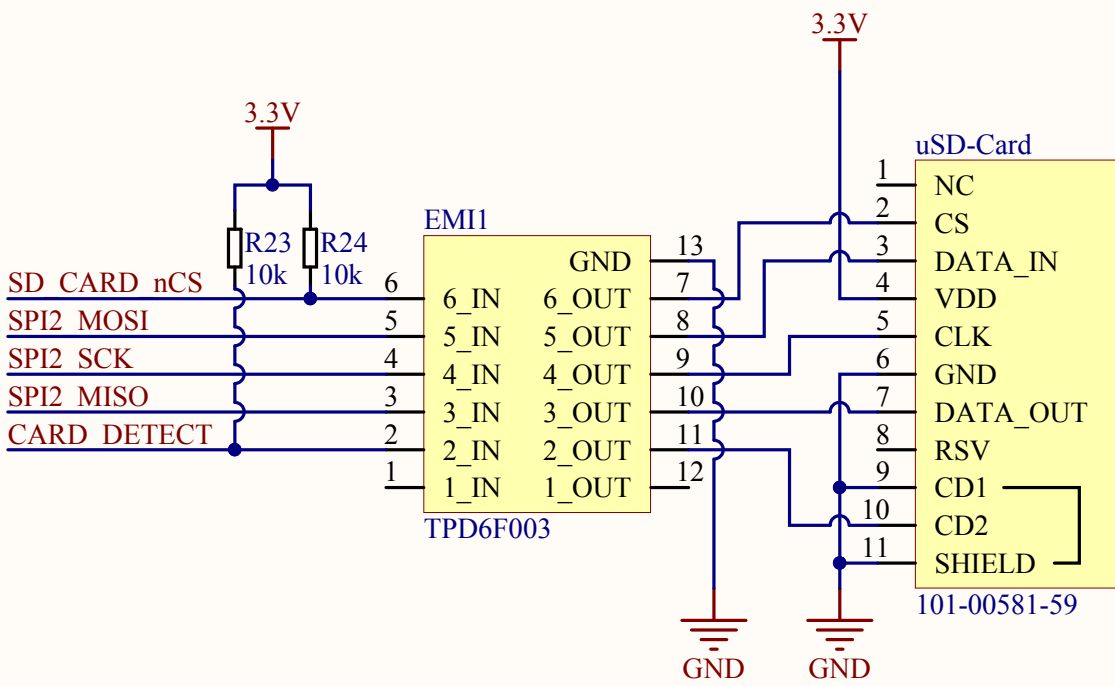 3.3V
3.3V
uSD-Card
1 NC
2 CS
3 DATA_IN
4 VDD
5 CLK
6 GND
7 DATA_OUT
8 RSV
9 CD1
10 CD2
11 SHIELD
101-00581-59
R23
10k
R24
10k
SD_CARD_nCS
SPI2_MOSI
SPI2_SCK
SPI2_MISO
CARD_DETECT
EMI1
GND 13
6 6_IN 6_OUT 7
5 5_IN 5_OUT 8
4 4_IN 4_OUT 9
3 3_IN 3_OUT 10
2 2_IN 2_OUT 11
1 1_IN 1_OUT 12
TPD6F003
GND
GND